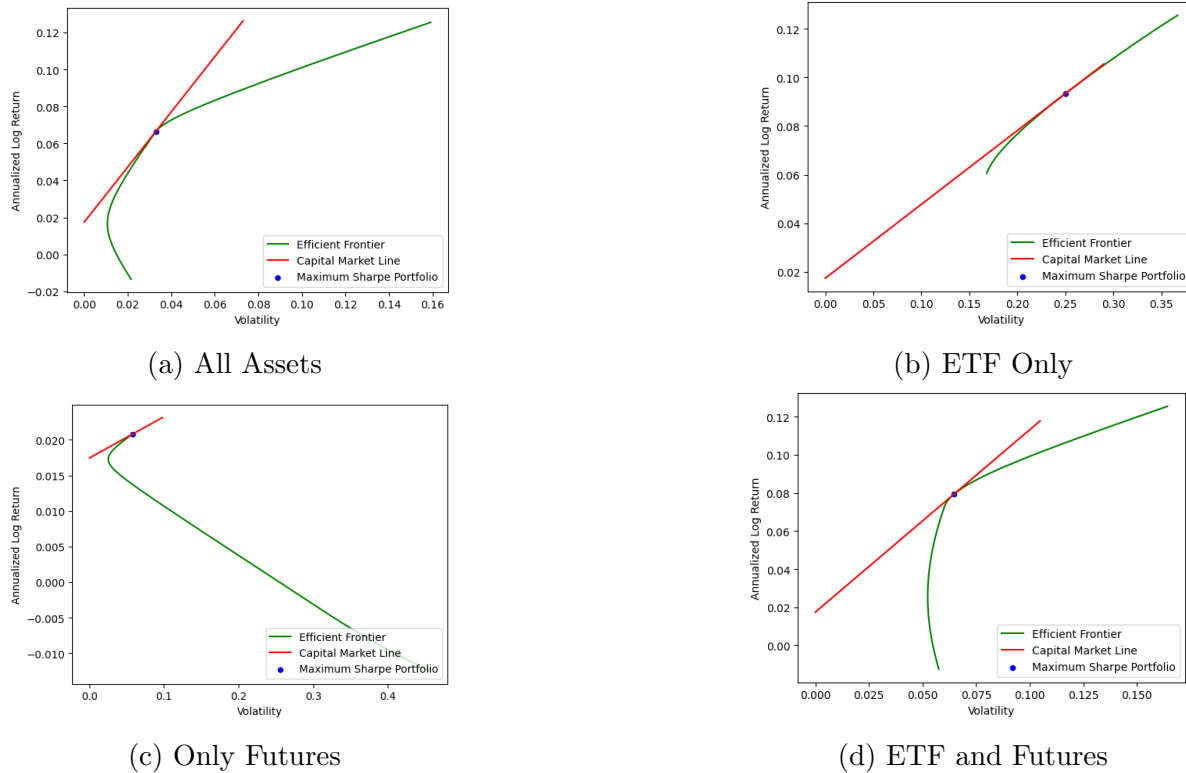 0.12
0.10
0.08
0.06
0.04
0.02
0.00
−0.02
Annualized Log Return
0.00 0.02 0.04 0.06 0.08 0.10 0.12 0.14 0.16
Volatility
Efficient Frontier
Capital Market Line
Maximum Sharpe Portfolio
(a) All Assets
0.12
0.10
0.08
0.06
0.04
0.02
Annualized Log Return
0.00 0.05 0.10 0.15 0.20 0.25 0.30 0.35
Volatility
Efficient Frontier
Capital Market Line
Maximum Sharpe Portfolio
(b) ETF Only
0.020
0.015
0.010
0.005
0.000
−0.005
−0.010
Annualized Log Return
0.0 0.1 0.2 0.3 0.4
Volatility
Efficient Frontier
Capital Market Line
Maximum Sharpe Portfolio
(c) Only Futures
0.12
0.10
0.08
0.06
0.04
0.02
0.00
Annualized Log Return
0.000 0.025 0.050 0.075 0.100 0.125 0.150
Volatility
Efficient Frontier
Capital Market Line
Maximum Sharpe Portfolio
(d) ETF and Futures